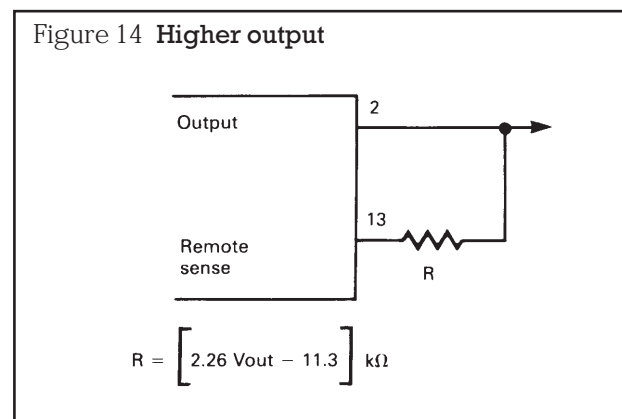 Figure 14 Higher output
2
Output
13
Remote
sense
R
R = [2.26 Vout − 11.3] kΩ